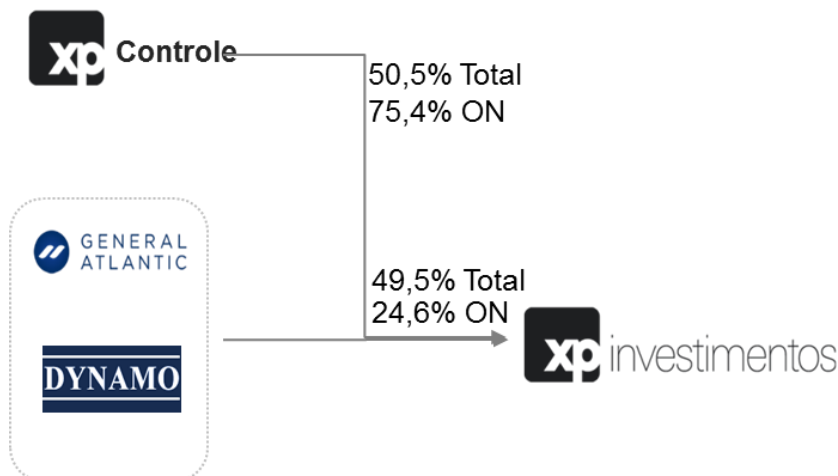 xp Controle
50,5% Total
75,4% ON
GENERAL
ATLANTIC
49,5% Total
24,6% ON
DYNAMO
xp investimentos